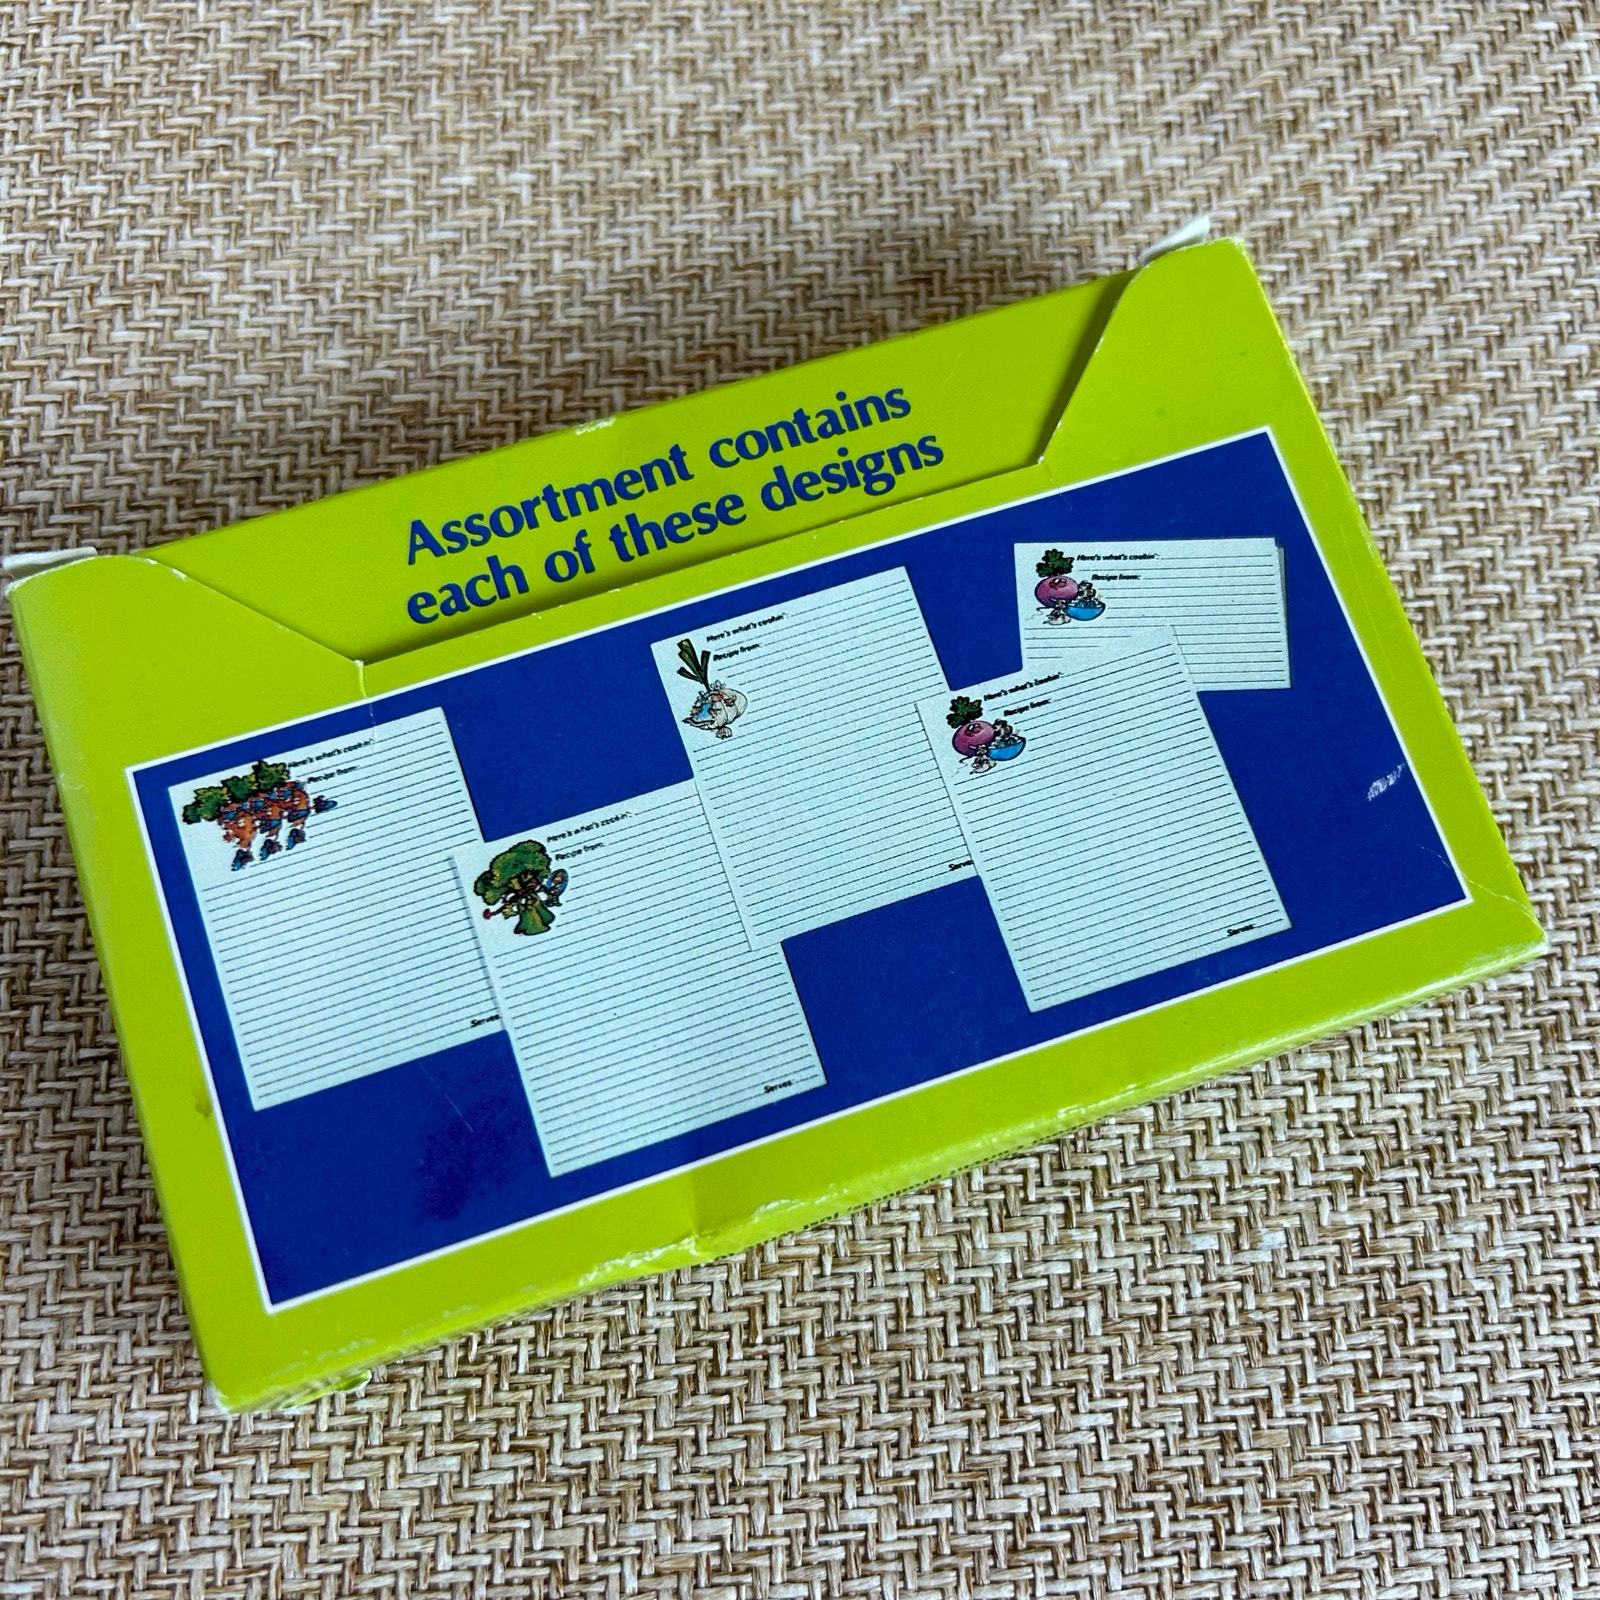 Assortment contains
each of these designs
Here's what's cookin':
Recipe from:
Serves:
Here's what's cookin':
Recipe from:
Serves:
Here's what's cookin':
Recipe from:
Serves:
Here's what's cookin':
Recipe from:
Serves:
Here's what's cookin':
Recipe from: